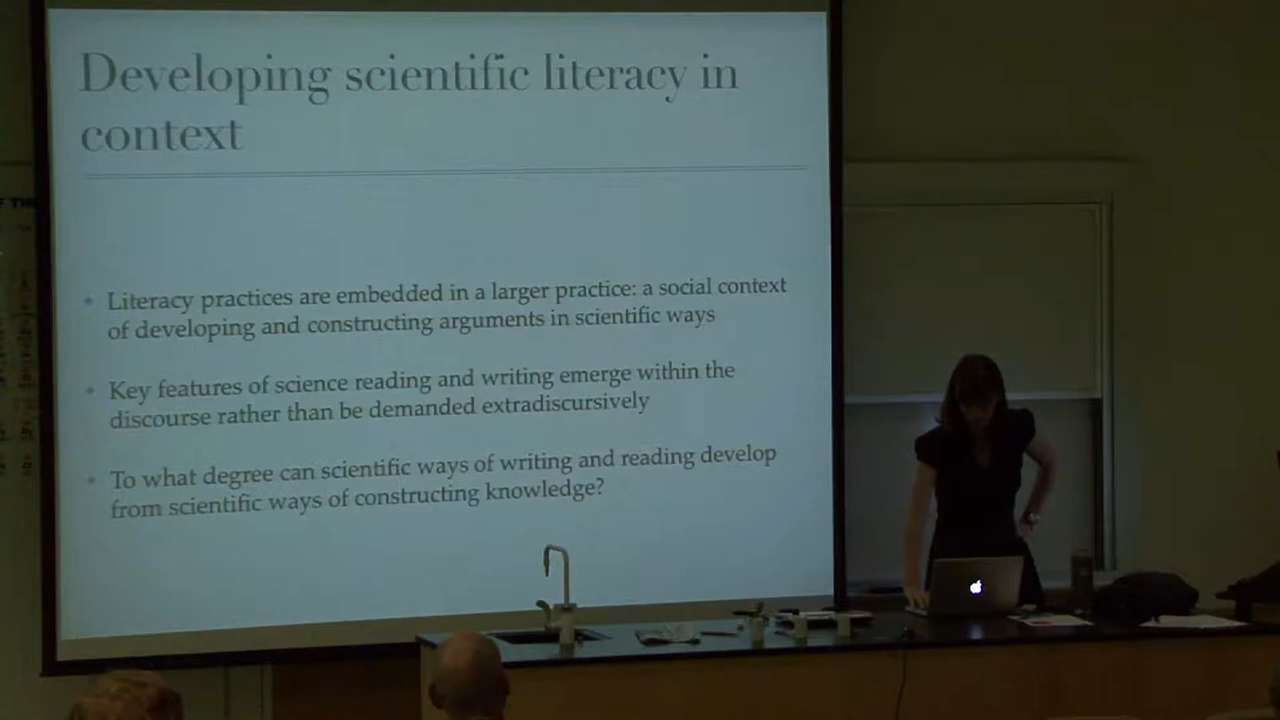 Developing scientific literacy in
context
Literacy practices are embedded in a larger practice: a social context
of developing and constructing arguments in scientific ways
Key features of science reading and writing emerge within the
discourse rather than be demanded extradiscursively
To what degree can scientific ways of writing and reading develop
from scientific ways of constructing knowledge?